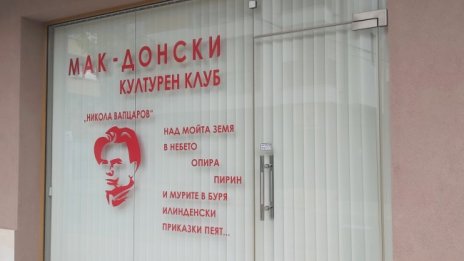 МАК-ДОНСКИ
КУЛТУРЕН КЛУБ
„НИКОЛА ВАПЦАРОВ“
НАД МОЙТА ЗЕМЯ
В НЕБЕТО
ОПИРА
ПИРИН
И МУРИТЕ В БУРЯ
ИЛИНДЕНСКИ
ПРИКАЗКИ ПЕЯТ...